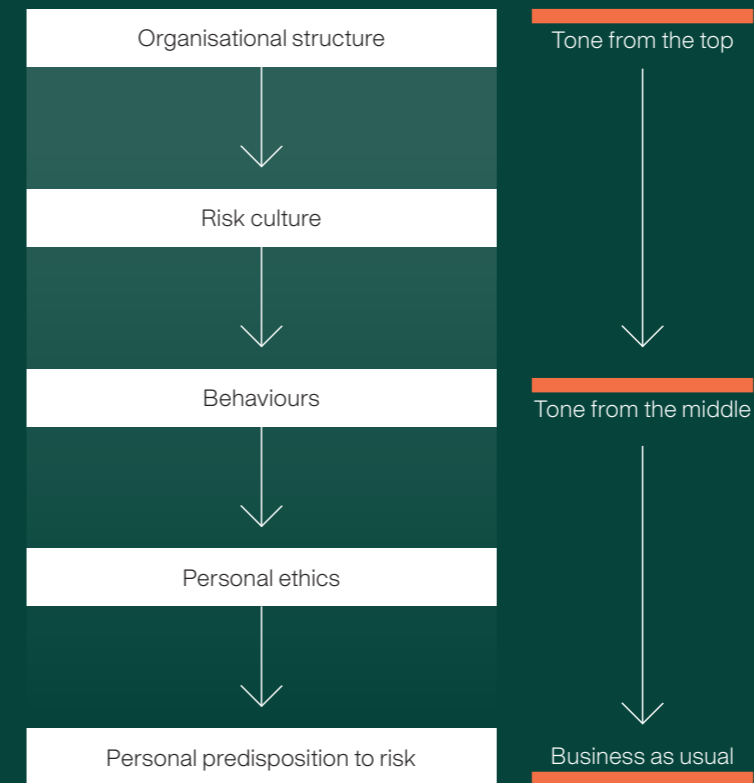 Organisational structure
Tone from the top
Risk culture
Behaviours
Tone from the middle
Personal ethics
Personal predisposition to risk
Business as usual